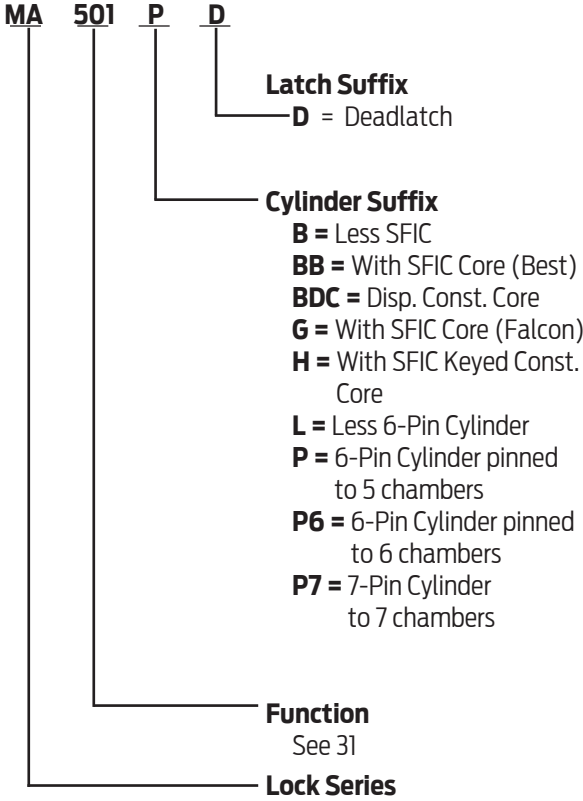 MA 501 P D
Latch Suffix
D = Deadlatch
Cylinder Suffix
B = Less SFIC
BB = With SFIC Core (Best)
BDC = Disp. Const. Core
G = With SFIC Core (Falcon)
H = With SFIC Keyed Const.
Core
L = Less 6-Pin Cylinder
P = 6-Pin Cylinder pinned
to 5 chambers
P6 = 6-Pin Cylinder pinned
to 6 chambers
P7 = 7-Pin Cylinder
to 7 chambers
Function
See 31
Lock Series